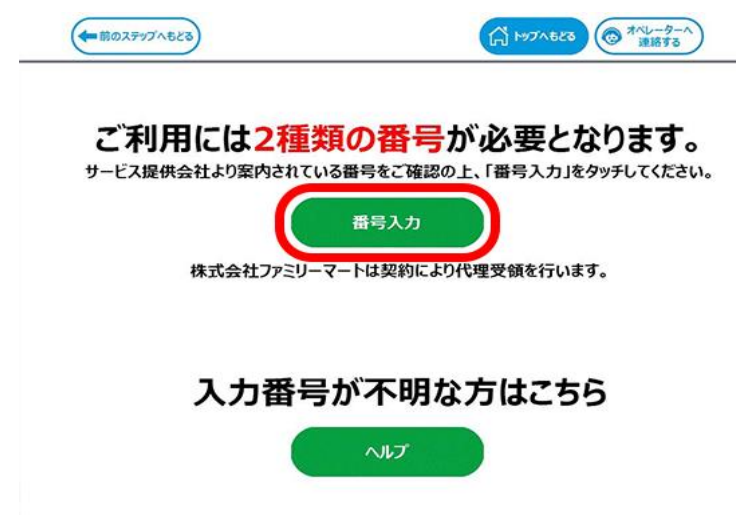 前のステップへもどる
トップへもどる
オペレーターへ
連絡する
ご利用には2種類の番号が必要となります。
サービス提供会社より案内されている番号をご確認の上、「番号入力」をタッチしてください。
番号入力
株式会社ファミリーマートは契約により代理受領を行います。
入力番号が不明な方はこちら
ヘルプ